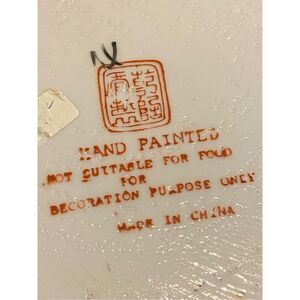 HAND PAINTED
NOT SUITABLE FOR FOOD
FOR
DECORATION PURPOSE ONLY
MADE IN CHINA